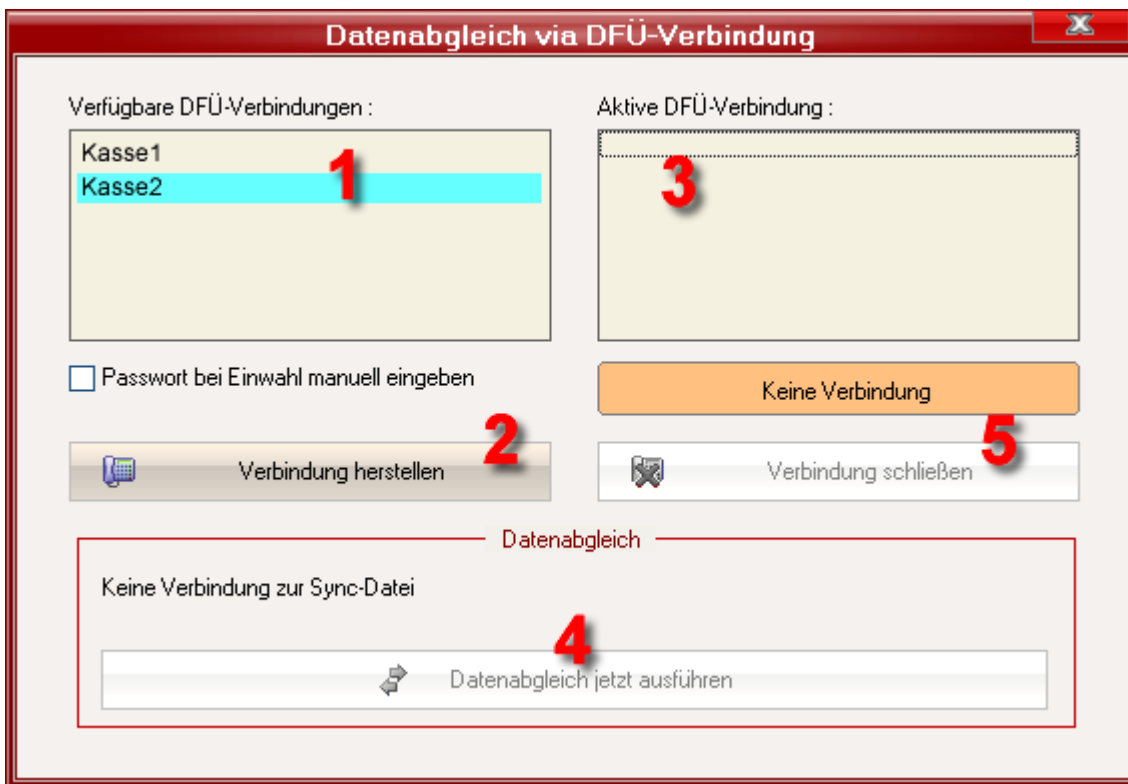 Datenabgleich via DFÜ-Verbindung
X
Verfügbare DFÜ-Verbindungen :
Kasse1
Kasse2
1
Aktive DFÜ-Verbindung :
3
Passwort bei Einwahl manuell eingeben
Keine Verbindung
2
Verbindung herstellen
5
Verbindung schließen
Datenabgleich
Keine Verbindung zur Sync-Datei
4
Datenabgleich jetzt ausführen